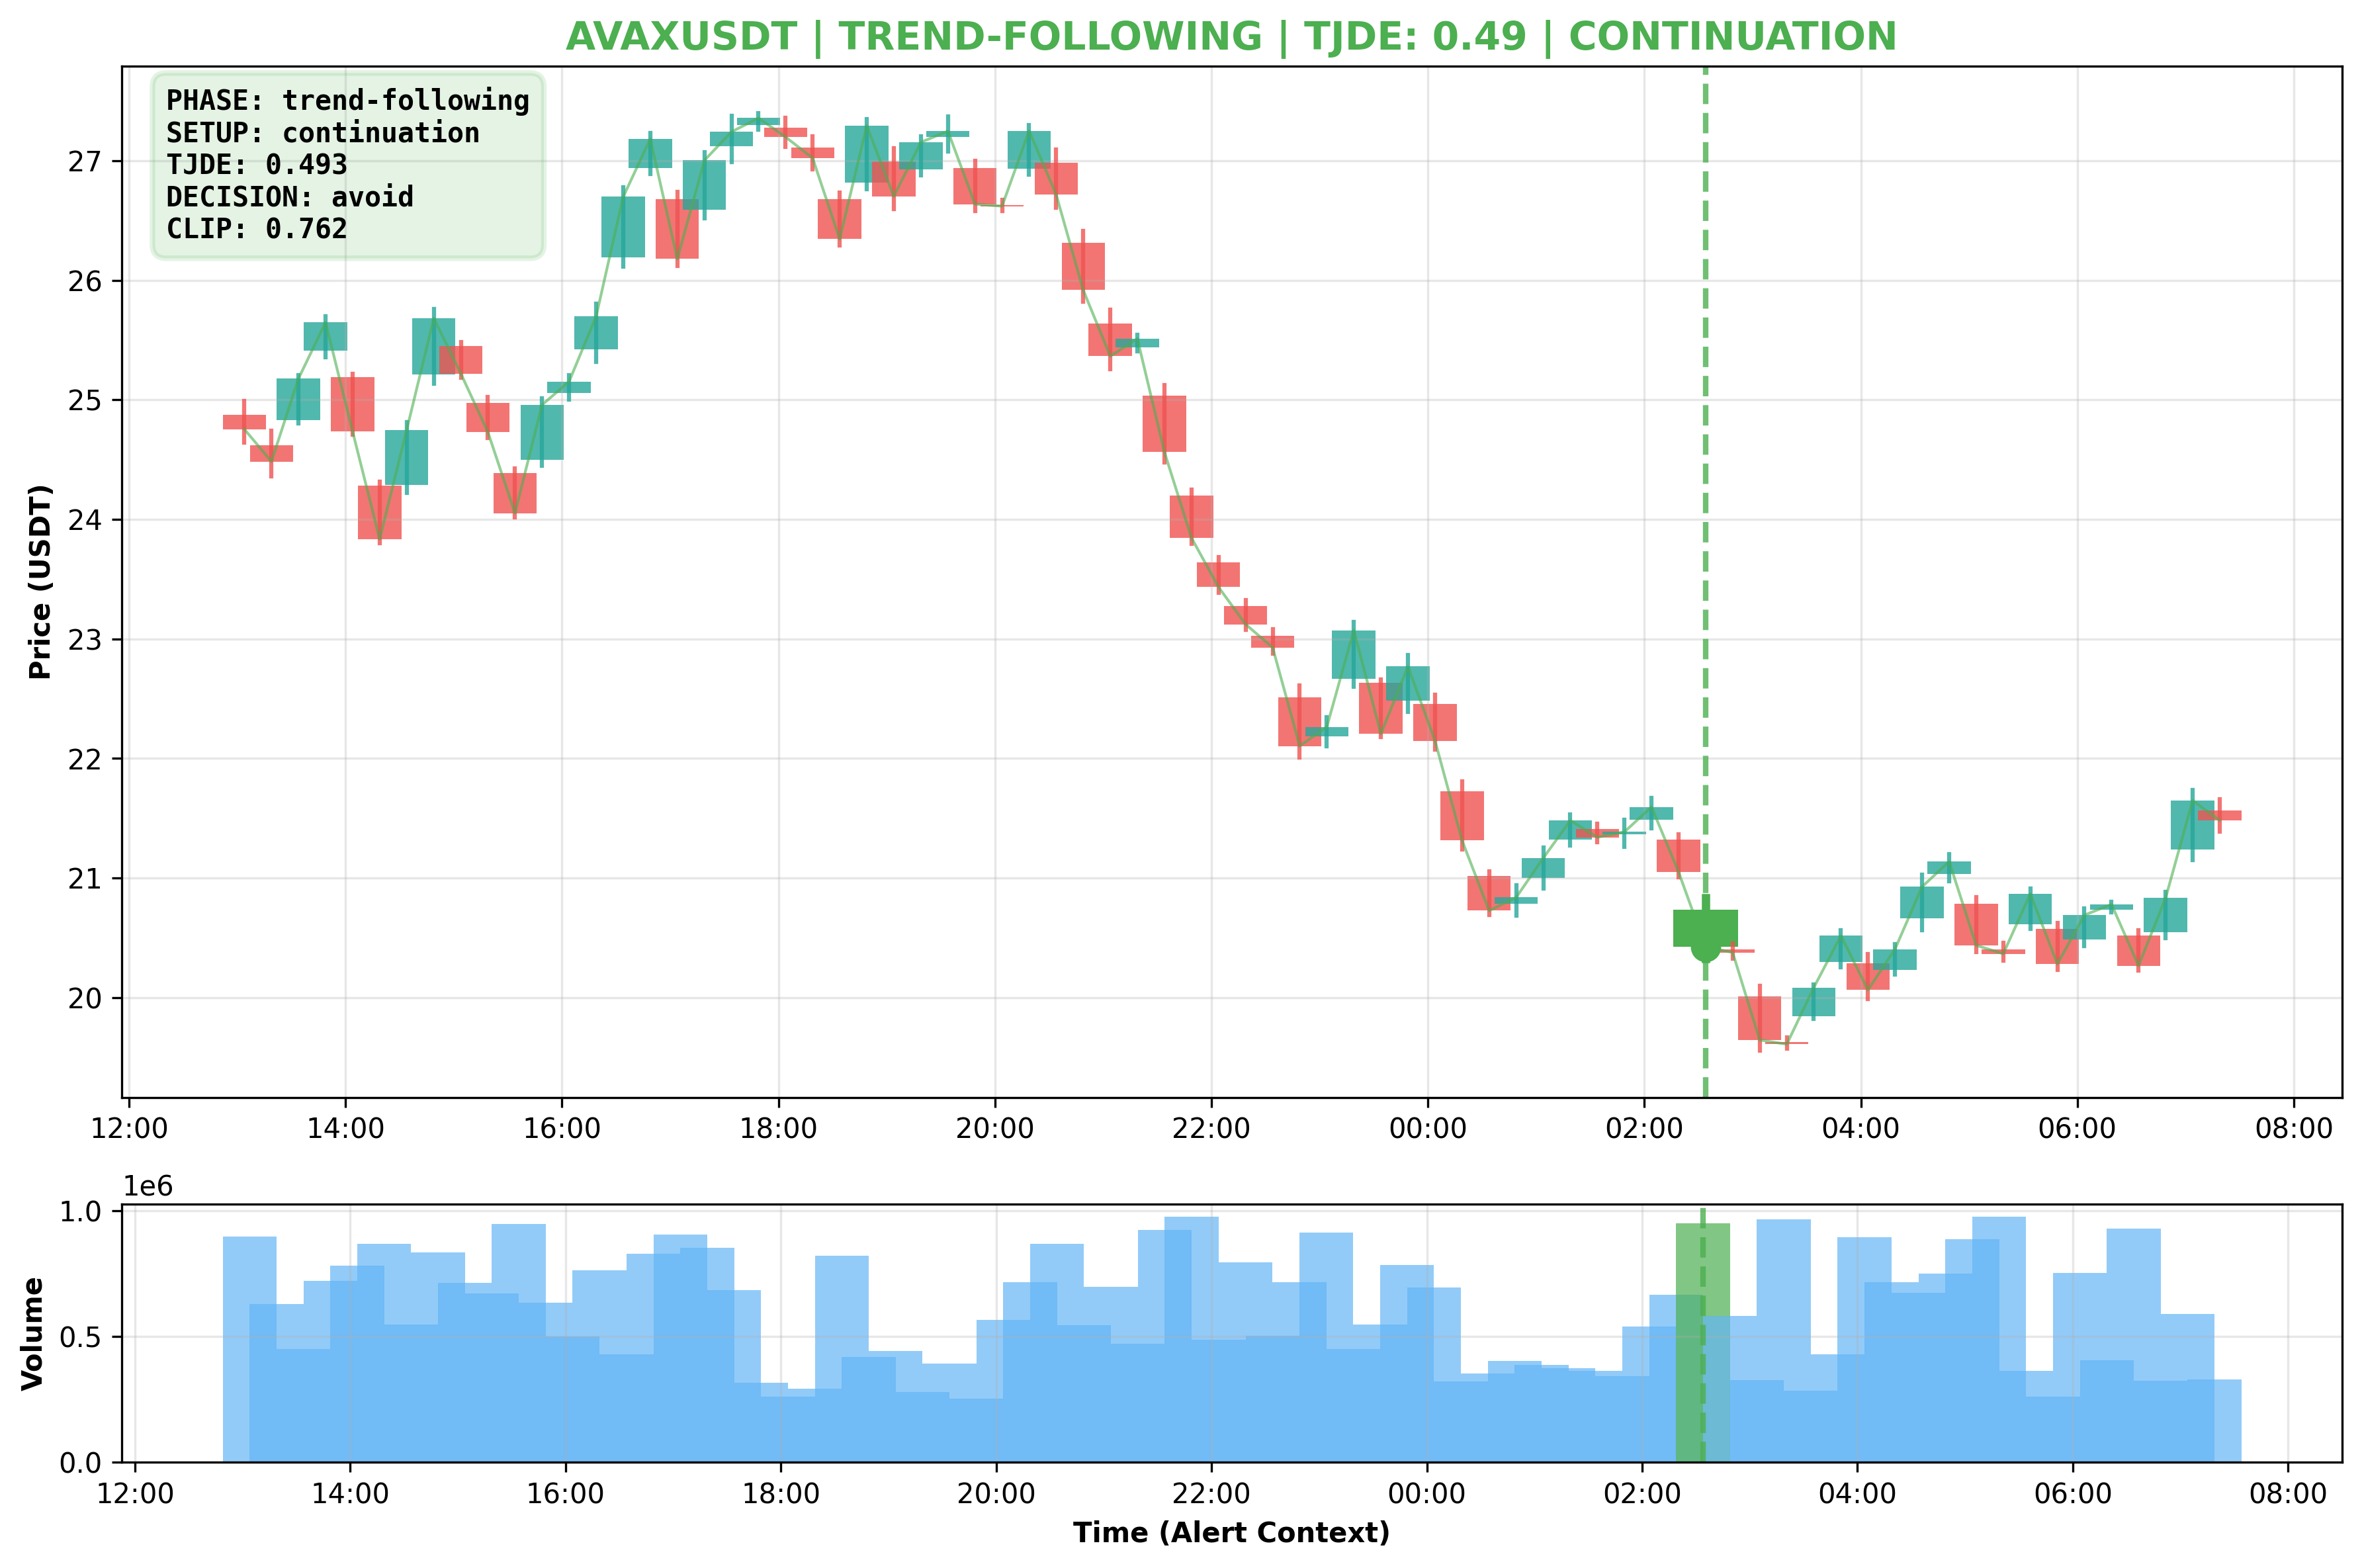 AVAXUSDT | TREND-FOLLOWING | TJDE: 0.49 | CONTINUATION
PHASE: trend-following
SETUP: continuation
TJDE: 0.493
DECISION: avoid
CLIP: 0.762
Price (USDT)
27
26
25
24
23
22
21
20
12:00 14:00 16:00 18:00 20:00 22:00 00:00 02:00 04:00 06:00 08:00
1e6
Volume
1.0
0.5
0.0
12:00 14:00 16:00 18:00 20:00 22:00 00:00 02:00 04:00 06:00 08:00
Time (Alert Context)